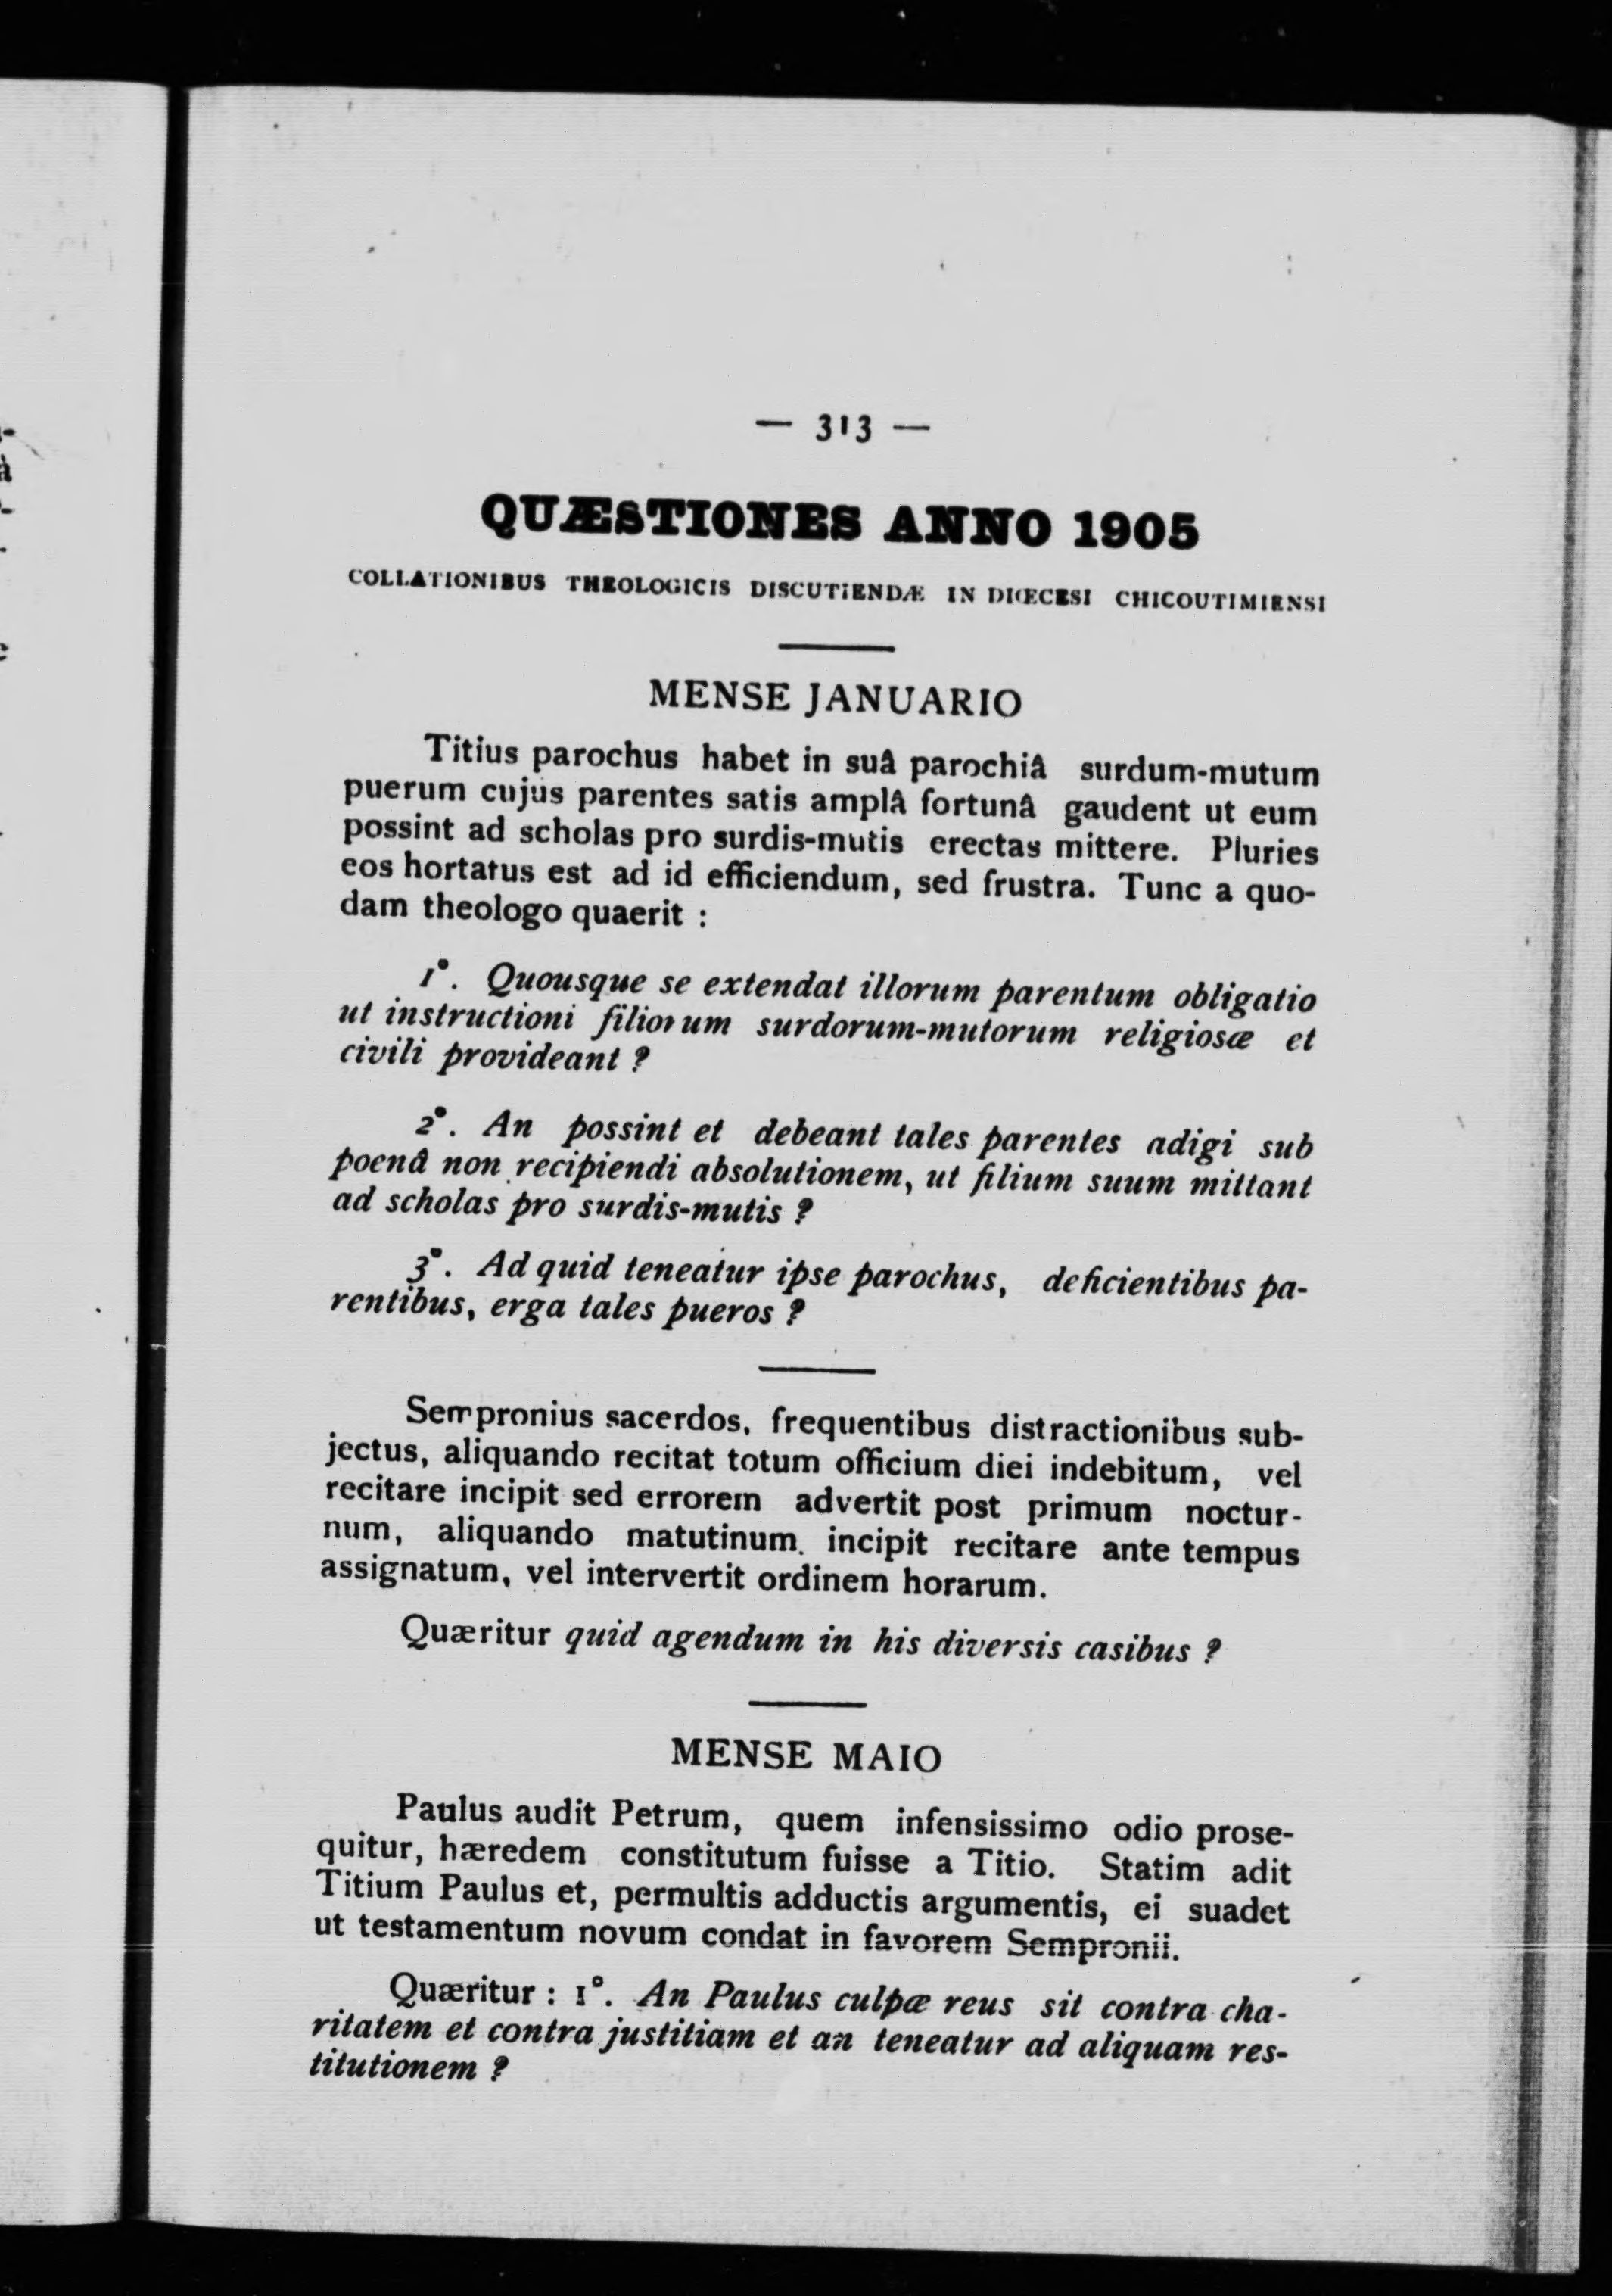 — 313 —
QUÆSTIONES ANNO 1905
COLLATIONIBUS THEOLOGICIS DISCUTIENDÆ IN DIŒCESI CHICOUTIMIENSI
MENSE JANUARIO
Titius parochus habet in suâ parochiâ surdum-mutum
puerum cujus parentes satis amplâ fortunâ gaudent ut eum
possint ad scholas pro surdis-mutis erectas mittere. Pluries
eos hortatus est ad id efficiendum, sed frustra. Tunc a quo-
dam theologo quaerit :
1°. Quousque se extendat illorum parentum obligatio
ut instructioni filiorum surdorum-mutorum religiosæ et
civili provideant ?
2°. An possint et debeant tales parentes adigi sub
poenâ non recipiendi absolutionem, ut filium suum mittant
ad scholas pro surdis-mutis ?
3°. Ad quid teneatur ipse parochus, deficientibus pa-
rentibus, erga tales pueros ?
Sempronius sacerdos, frequentibus distractionibus sub-
jectus, aliquando recitat totum officium diei indebitum, vel
recitare incipit sed errorem advertit post primum noctur-
num, aliquando matutinum incipit recitare ante tempus
assignatum, vel intervertit ordinem horarum.
Quæritur quid agendum in his diversis casibus ?
MENSE MAIO
Paulus audit Petrum, quem infensissimo odio prose-
quitur, hæredem constitutum fuisse a Titio. Statim adit
Titium Paulus et, permultis adductis argumentis, ei suadet
ut testamentum novum condat in favorem Sempronii.
Quæritur : 1°. An Paulus culpæ reus sit contra cha-
ritatem et contra justitiam et an teneatur ad aliquam res-
titutionem ?